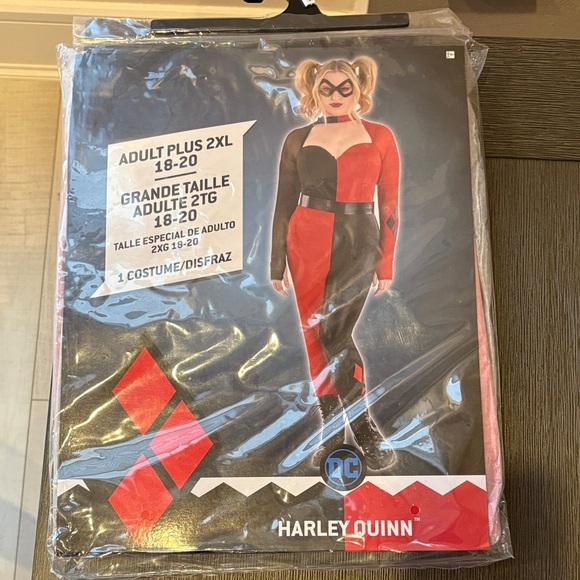 ADULT PLUS 2XL
18-20
GRANDE TAILLE
ADULTE 2TG
18-20
TALLE ESPECIAL DE ADULTO
2XG 18-20
1 COSTUME/DISFRAZ
DC
HARLEY QUINN™